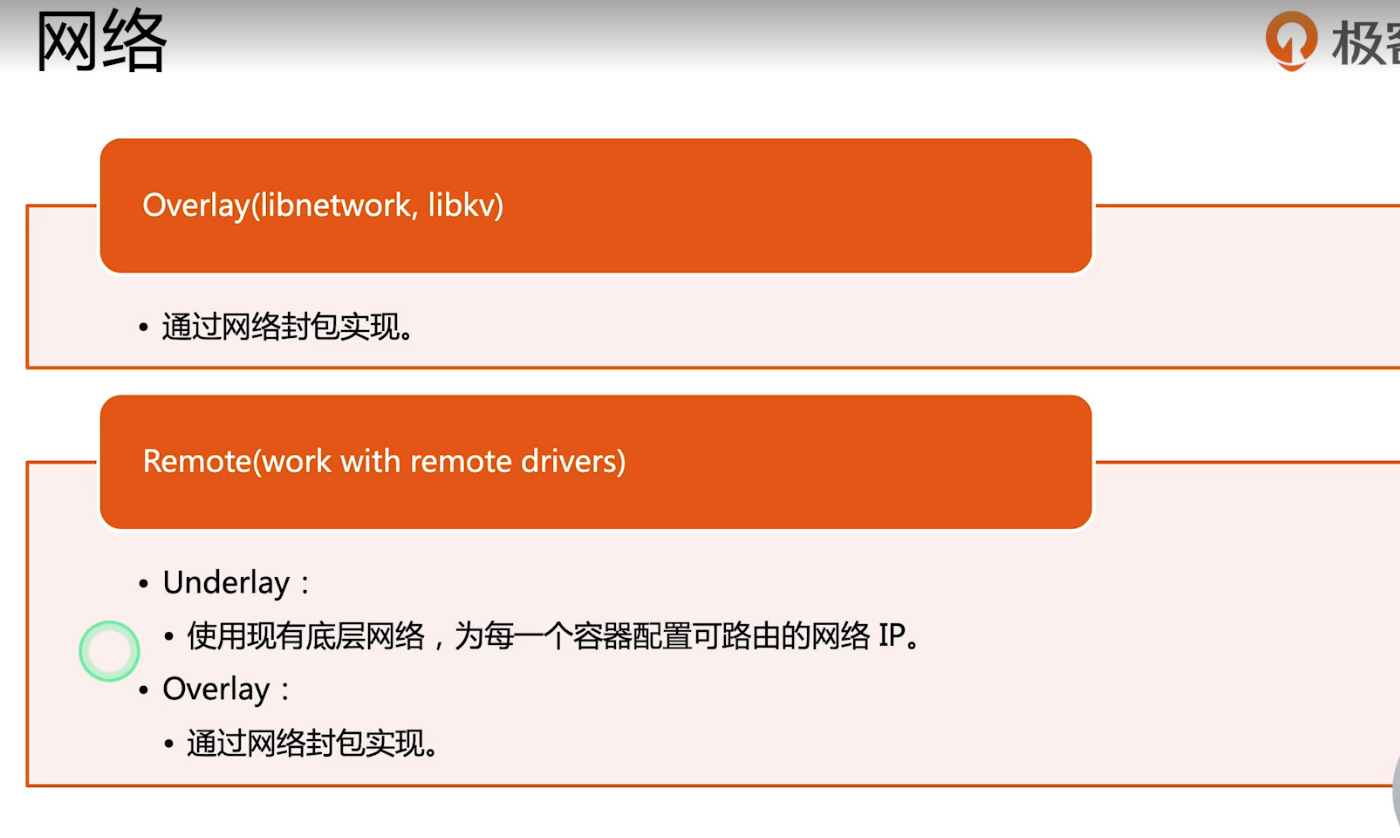 网络
极客
Overlay(libnetwork, libkv)
• 通过网络封包实现。
Remote(work with remote drivers)
• Underlay：
• 使用现有底层网络，为每一个容器配置可路由的网络 IP。
• Overlay：
• 通过网络封包实现。